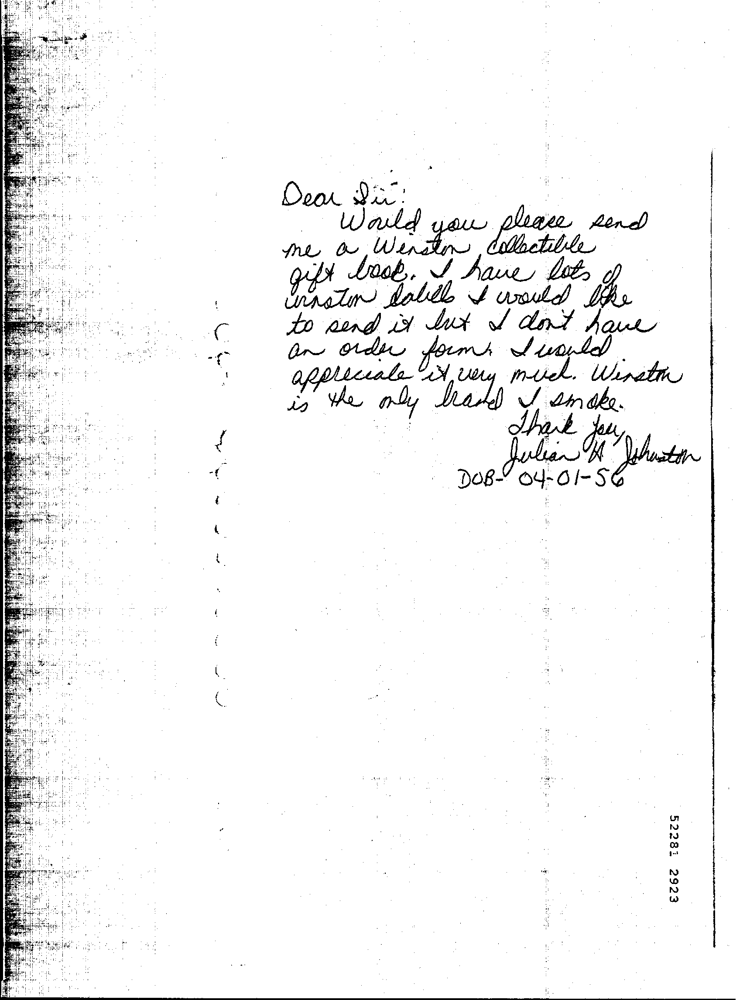 Dear Sir:
Would you please send
me a Winston Collectible
gift book. I have lots of
winston labels I would like
to send it but I don't have
an order form. I would
appreciate it very much. Winston
is the only brand I smoke.
Thank you,
Julian H Johnston
DOB- 04-01-56
52281 2923